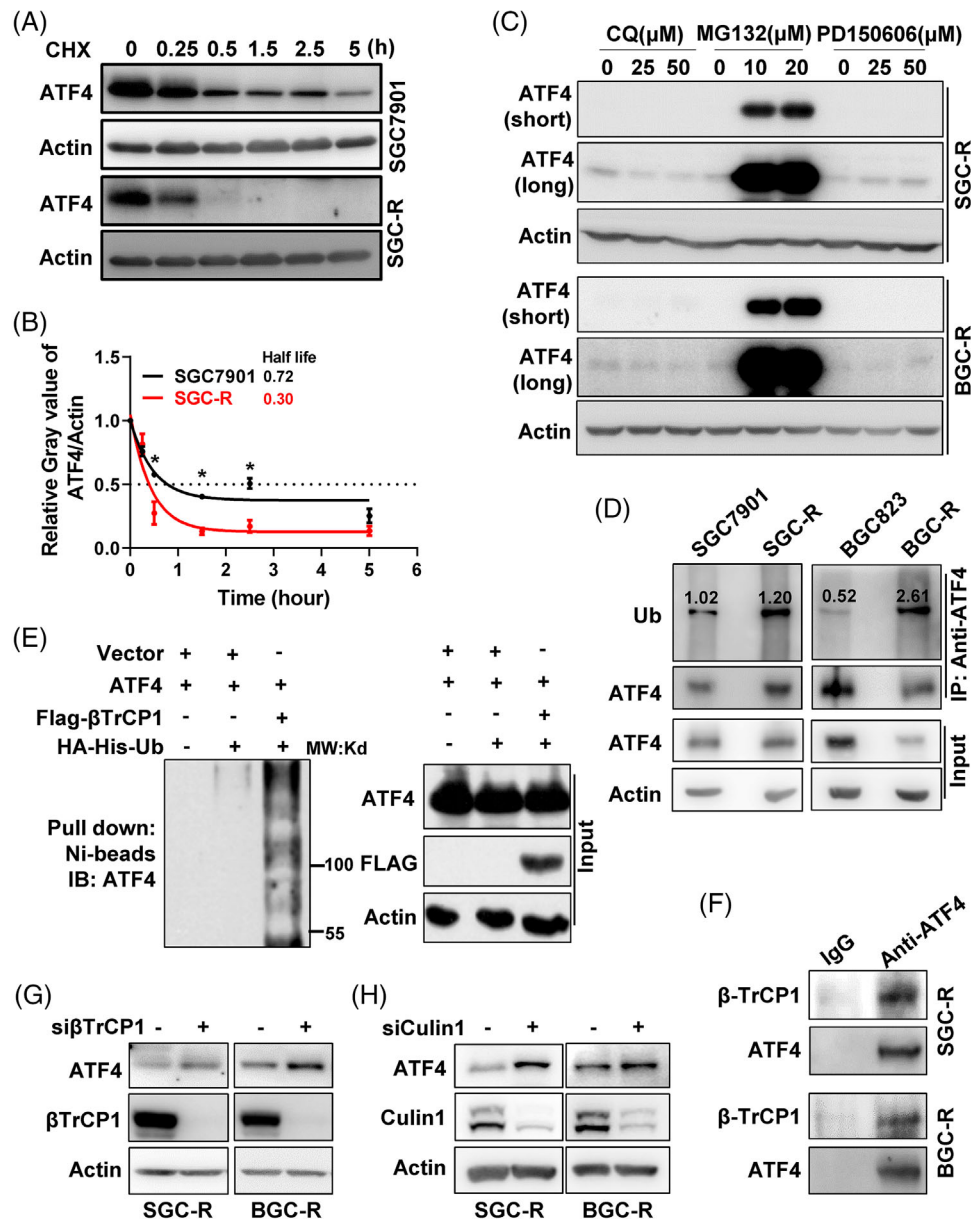 (A)
CHX 0 0.25 0.5 1.5 2.5 5 (h)
ATF4
Actin
SGC7901
ATF4
Actin
SGC-R
(B)
Relative Gray value of
ATF4/Actin
1.5
1.0
0.5
0.0
Half life
SGC7901 0.72
SGC-R 0.30
*
*
*
0 1 2 3 4 5 6
Time (hour)
(C)
CQ(μM) MG132(μM) PD150606(μM)
0 25 50 0 10 20 0 25 50
ATF4
(short)
ATF4
(long)
Actin
SGC-R
ATF4
(short)
ATF4
(long)
Actin
BGC-R
(D)
SGC7901 SGC-R BGC823 BGC-R
Ub
1.02 1.20 0.52 2.61
ATF4
IP: Anti-ATF4
ATF4
Actin
Input
(E)
Vector + + - + + -
ATF4 + + + + + +
Flag-βTrCP1 - - + - - +
HA-His-Ub - + + MW:Kd - + +
Pull down:
Ni-beads
IB: ATF4
100
55
ATF4
FLAG
Actin
Input
(F)
IgG Anti-ATF4
β-TrCP1
ATF4
SGC-R
β-TrCP1
ATF4
BGC-R
(G)
siβTrCP1 - + - +
ATF4
βTrCP1
Actin
SGC-R BGC-R
(H)
siCulin1 - + - +
ATF4
Culin1
Actin
SGC-R BGC-R